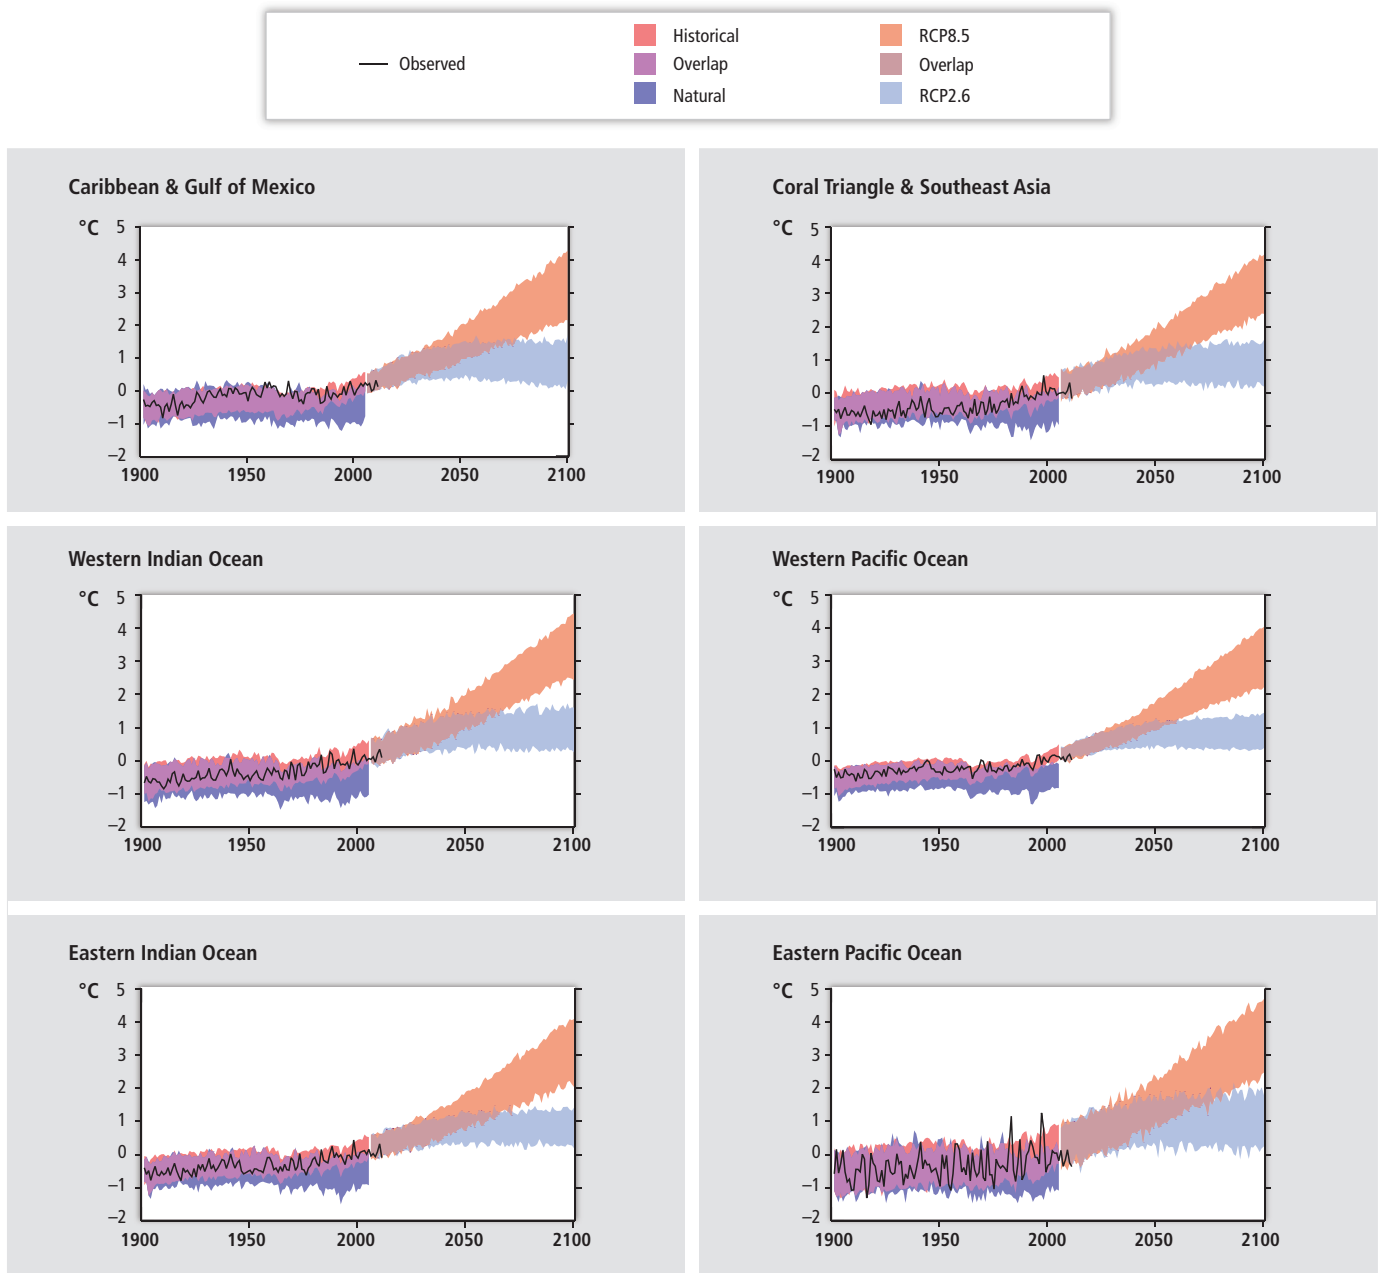 Observed
Historical
Overlap
Natural
RCP8.5
Overlap
RCP2.6
Caribbean & Gulf of Mexico
°C
5
4
3
2
1
0
–1
–2
1900 1950 2000 2050 2100
Coral Triangle & Southeast Asia
°C
5
4
3
2
1
0
–1
–2
1900 1950 2000 2050 2100
Western Indian Ocean
°C
5
4
3
2
1
0
–1
–2
1900 1950 2000 2050 2100
Western Pacific Ocean
°C
5
4
3
2
1
0
–1
–2
1900 1950 2000 2050 2100
Eastern Indian Ocean
°C
5
4
3
2
1
0
–1
–2
1900 1950 2000 2050 2100
Eastern Pacific Ocean
°C
5
4
3
2
1
0
–1
–2
1900 1950 2000 2050 2100